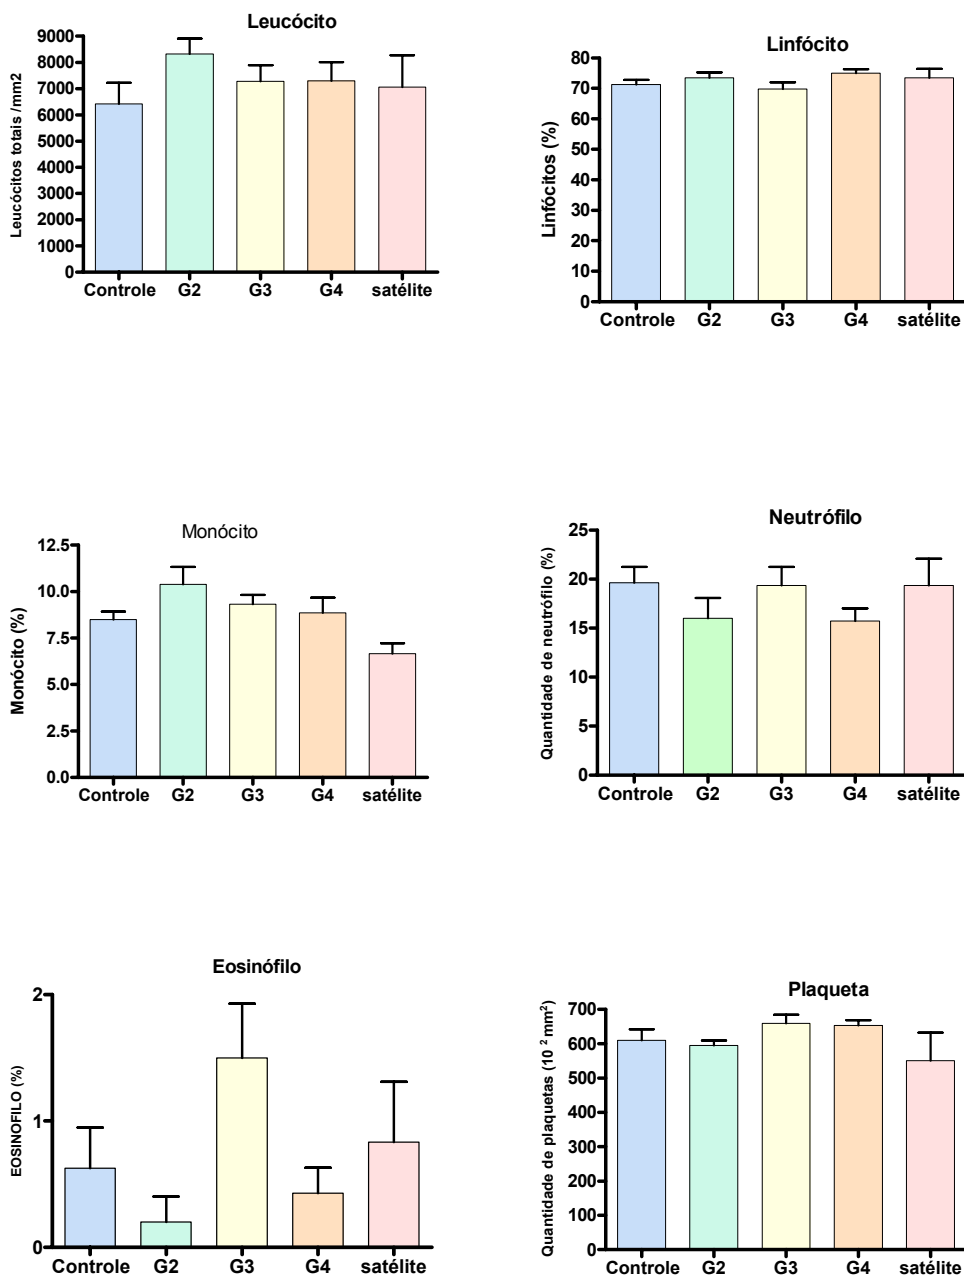 Leucócito
Leucócitos totais /mm2
9000
8000
7000
6000
5000
4000
3000
2000
1000
0
Controle G2 G3 G4 satélite
Linfócito
Linfócitos (%)
80
70
60
50
40
30
20
10
0
Controle G2 G3 G4 satélite
Monócito
Monócito (%)
12.5
10.0
7.5
5.0
2.5
0.0
Controle G2 G3 G4 satélite
Neutrófilo
Quantidade de neutrófilo (%)
25
20
15
10
5
0
Controle G2 G3 G4 satélite
Eosinófilo
EOSINOFILO (%)
2
1
0
Controle G2 G3 G4 satélite
Plaqueta
Quantidade de plaquetas (10 ² mm²)
700
600
500
400
300
200
100
0
Controle G2 G3 G4 satélite